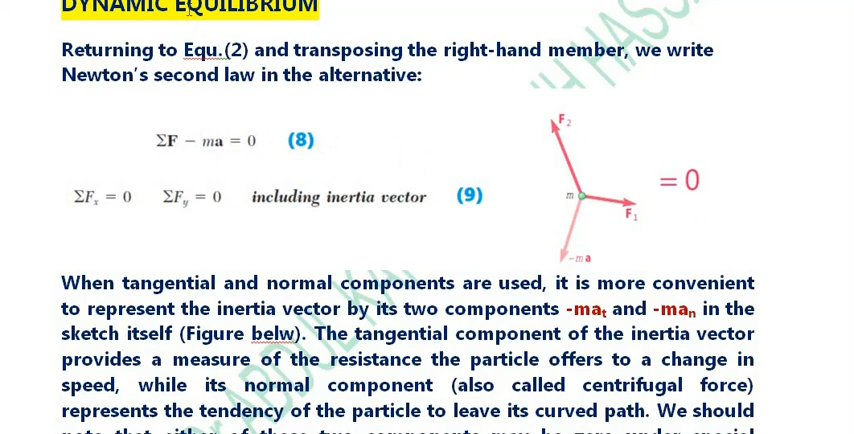 DYNAMIC EQUILIBRIUM
Returning to Equ.(2) and transposing the right-hand member, we write
Newton's second law in the alternative:
ΣF − ma = 0 (8)
F₂
= 0
m
F₁
ΣFₓ = 0 ΣFᵧ = 0 including inertia vector (9)
-ma
When tangential and normal components are used, it is more convenient
to represent the inertia vector by its two components -maₜ and -maₙ in the
sketch itself (Figure belw). The tangential component of the inertia vector
provides a measure of the resistance the particle offers to a change in
speed, while its normal component (also called centrifugal force)
represents the tendency of the particle to leave its curved path. We should